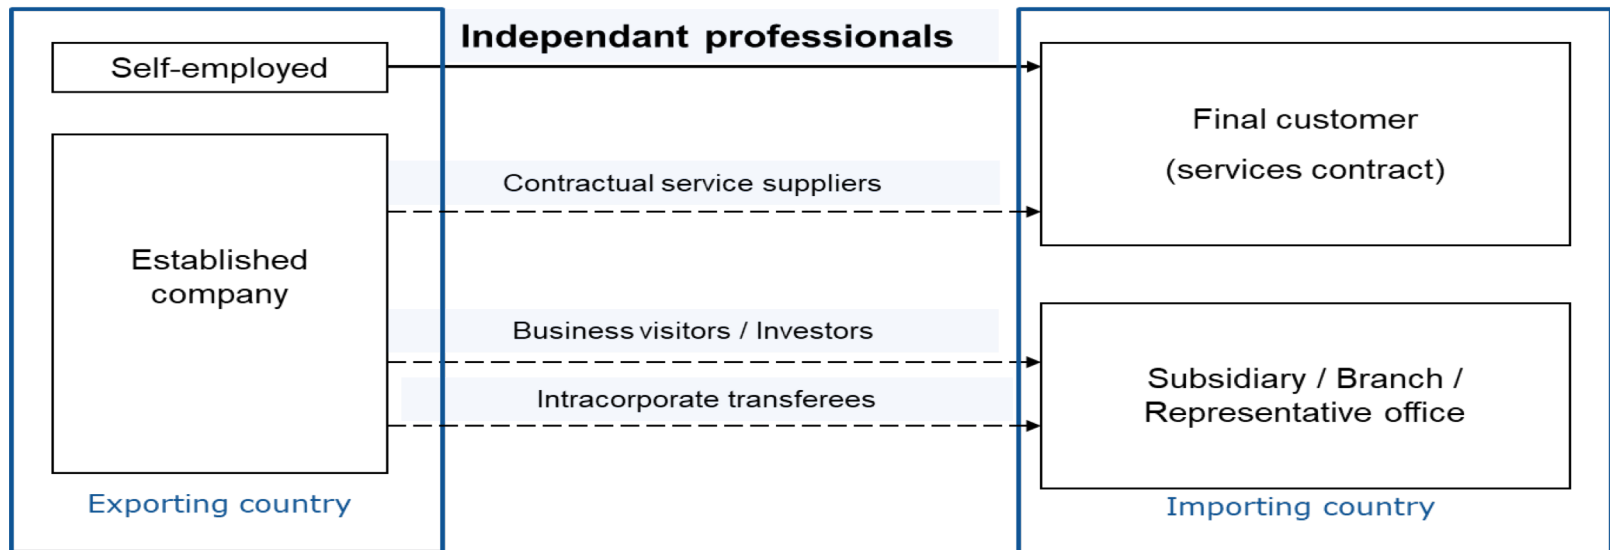 Independant professionals
Self-employed
Final customer
(services contract)
Contractual service suppliers
Established
company
Business visitors / Investors
Intracorporate transferees
Subsidiary / Branch /
Representative office
Exporting country
Importing country